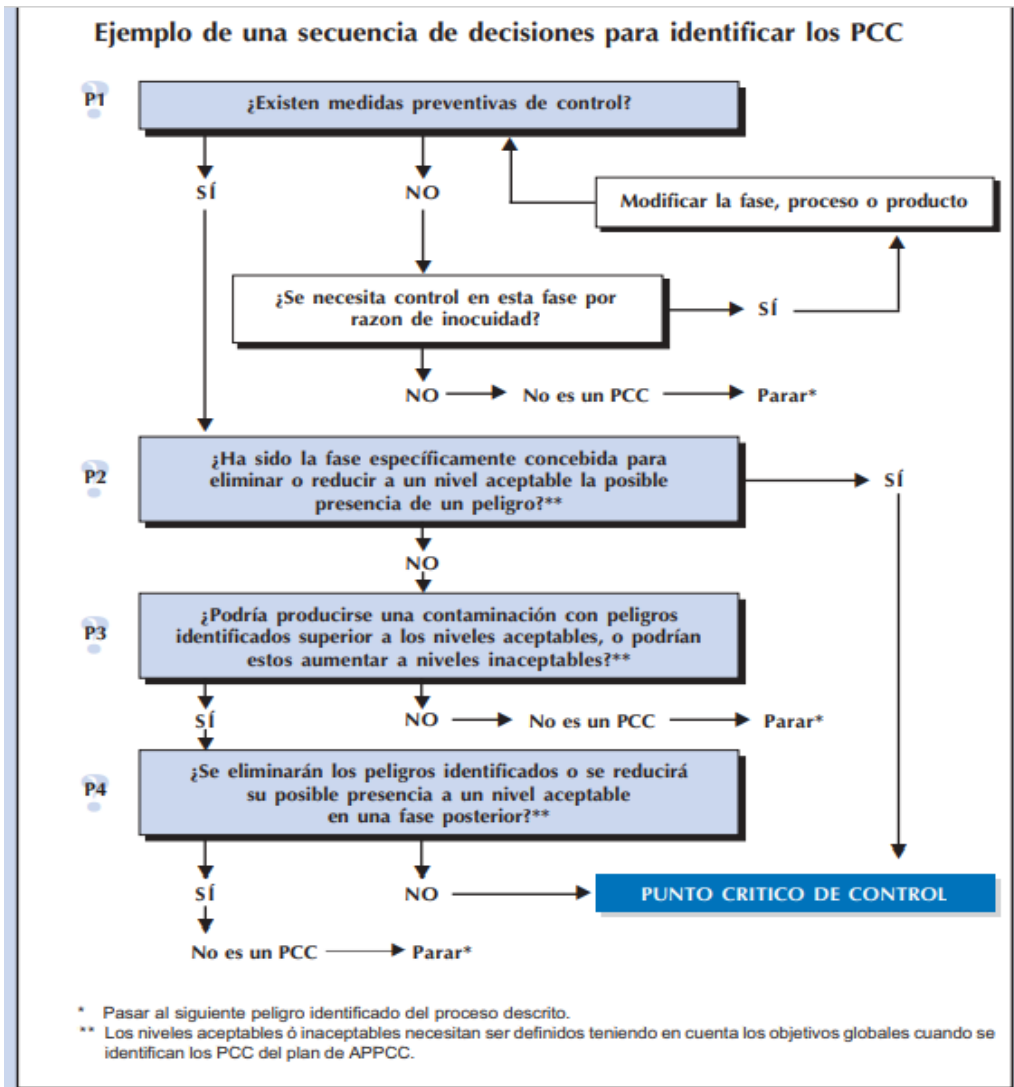 Ejemplo de una secuencia de decisiones para identificar los PCC
P1
¿Existen medidas preventivas de control?
SÍ
NO
Modificar la fase, proceso o producto
¿Se necesita control en esta fase por
razon de inocuidad?
SÍ
NO
No es un PCC
Parar*
P2
¿Ha sido la fase específicamente concebida para
eliminar o reducir a un nivel aceptable la posible
presencia de un peligro?**
SÍ
NO
P3
¿Podría producirse una contaminación con peligros
identificados superior a los niveles aceptables, o podrían
estos aumentar a niveles inaceptables?**
SÍ
NO
No es un PCC
Parar*
P4
¿Se eliminarán los peligros identificados o se reducirá
su posible presencia a un nivel aceptable
en una fase posterior?**
SÍ
NO
PUNTO CRITICO DE CONTROL
No es un PCC
Parar*
* Pasar al siguiente peligro identificado del proceso descrito.
** Los niveles aceptables ó inaceptables necesitan ser definidos teniendo en cuenta los objetivos globales cuando se
identifican los PCC del plan de APPCC.